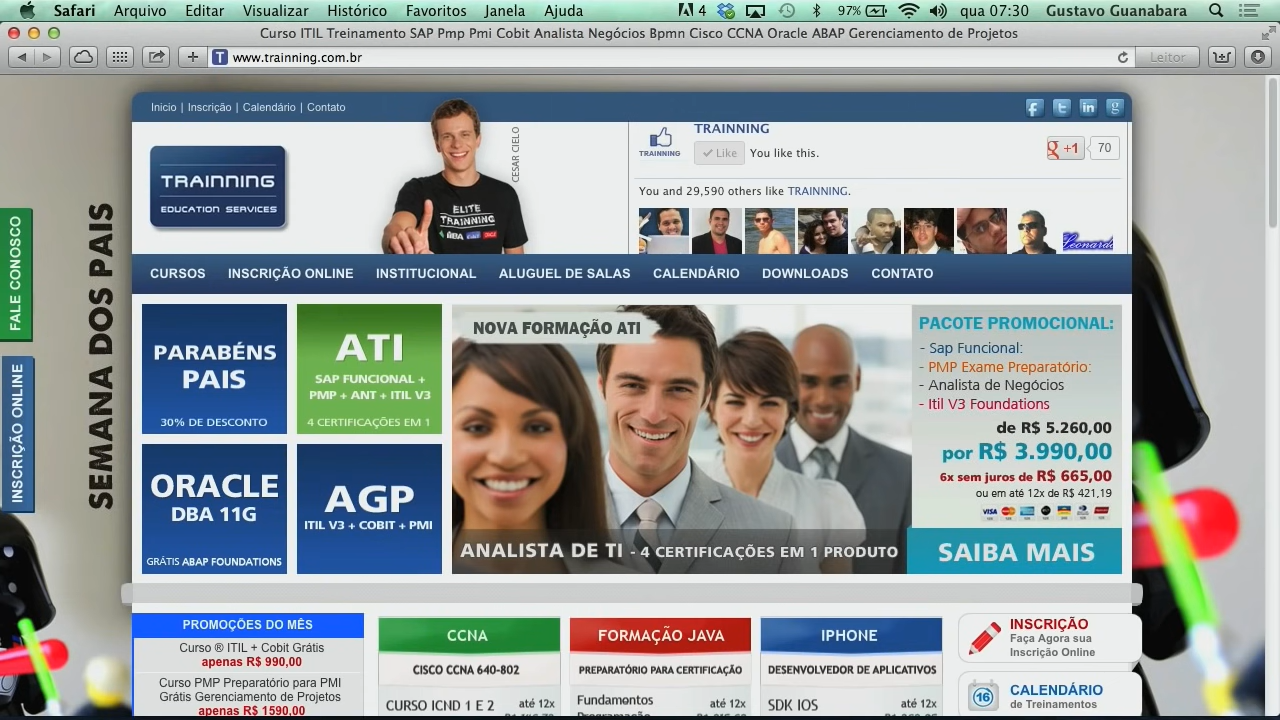 Safari Arquivo Editar Visualizar Histórico Favoritos Janela Ajuda 4 97% qua 07:30 Gustavo Guanabara
Curso ITIL Treinamento SAP Pmp Pmi Cobit Analista Negócios Bpmn Cisco CCNA Oracle ABAP Gerenciamento de Projetos
T www.trainning.com.br Leitor
Inicio | Inscrição | Calendário | Contato
TRAINNING
EDUCATION SERVICES
CESAR CIELO
ELITE
TRAINNING
TRAINNING
TRAINNING
Like You like this.
+1 70
You and 29,590 others like TRAINNING.
Leonardo
FALE CONOSCO
INSCRIÇÃO ONLINE
SEMANA DOS PAIS
CURSOS INSCRIÇÃO ONLINE INSTITUCIONAL ALUGUEL DE SALAS CALENDÁRIO DOWNLOADS CONTATO
PARABÉNS
PAIS
30% DE DESCONTO
ATI
SAP FUNCIONAL +
PMP + ANT + ITIL V3
4 CERTIFICAÇÕES EM 1
ORACLE
DBA 11G
GRÁTIS ABAP FOUNDATIONS
AGP
ITIL V3 + COBIT + PMI
NOVA FORMAÇÃO ATI
ANALISTA DE TI - 4 CERTIFICAÇÕES EM 1 PRODUTO
PACOTE PROMOCIONAL:
- Sap Funcional:
- PMP Exame Preparatório:
- Analista de Negócios
- Itil V3 Foundations
de R$ 5.260,00
por R$ 3.990,00
6x sem juros de R$ 665,00
ou em até 12x de R$ 421,19
VISA
SAIBA MAIS
PROMOÇÕES DO MÊS
Curso ® ITIL + Cobit Grátis
apenas R$ 990,00
Curso PMP Preparatório para PMI
Grátis Gerenciamento de Projetos
apenas R$ 1590,00
CCNA
CISCO CCNA 640-802
CURSO ICND 1 E 2 até 12x
FORMAÇÃO JAVA
PREPARATÓRIO PARA CERTIFICAÇÃO
Fundamentos até 12x
Programação
IPHONE
DESENVOLVEDOR DE APLICATIVOS
SDK IOS até 12x
INSCRIÇÃO
Faça Agora sua
Inscrição Online
16
CALENDÁRIO
de Treinamentos